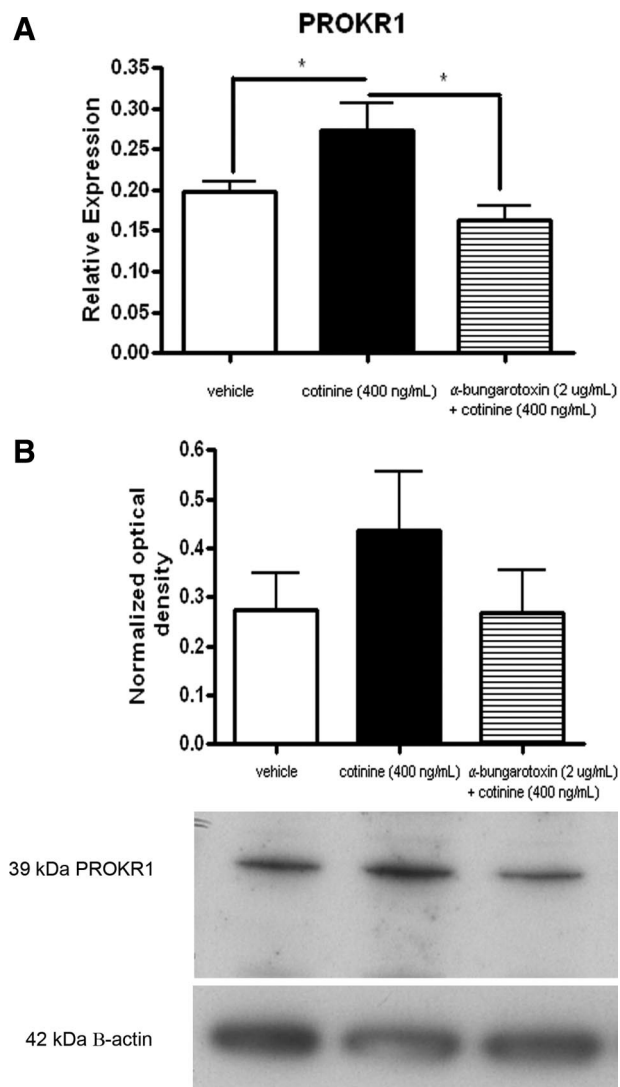 A
PROKR1
*
*
Relative Expression
0.35
0.30
0.25
0.20
0.15
0.10
0.05
0.00
vehicle
cotinine (400 ng/mL)
α-bungarotoxin (2 ug/mL)
+ cotinine (400 ng/mL)
B
Normalized optical
density
0.6
0.5
0.4
0.3
0.2
0.1
0.0
vehicle
cotinine (400 ng/mL)
α-bungarotoxin (2 ug/mL)
+ cotinine (400 ng/mL)
39 kDa PROKR1
42 kDa B-actin